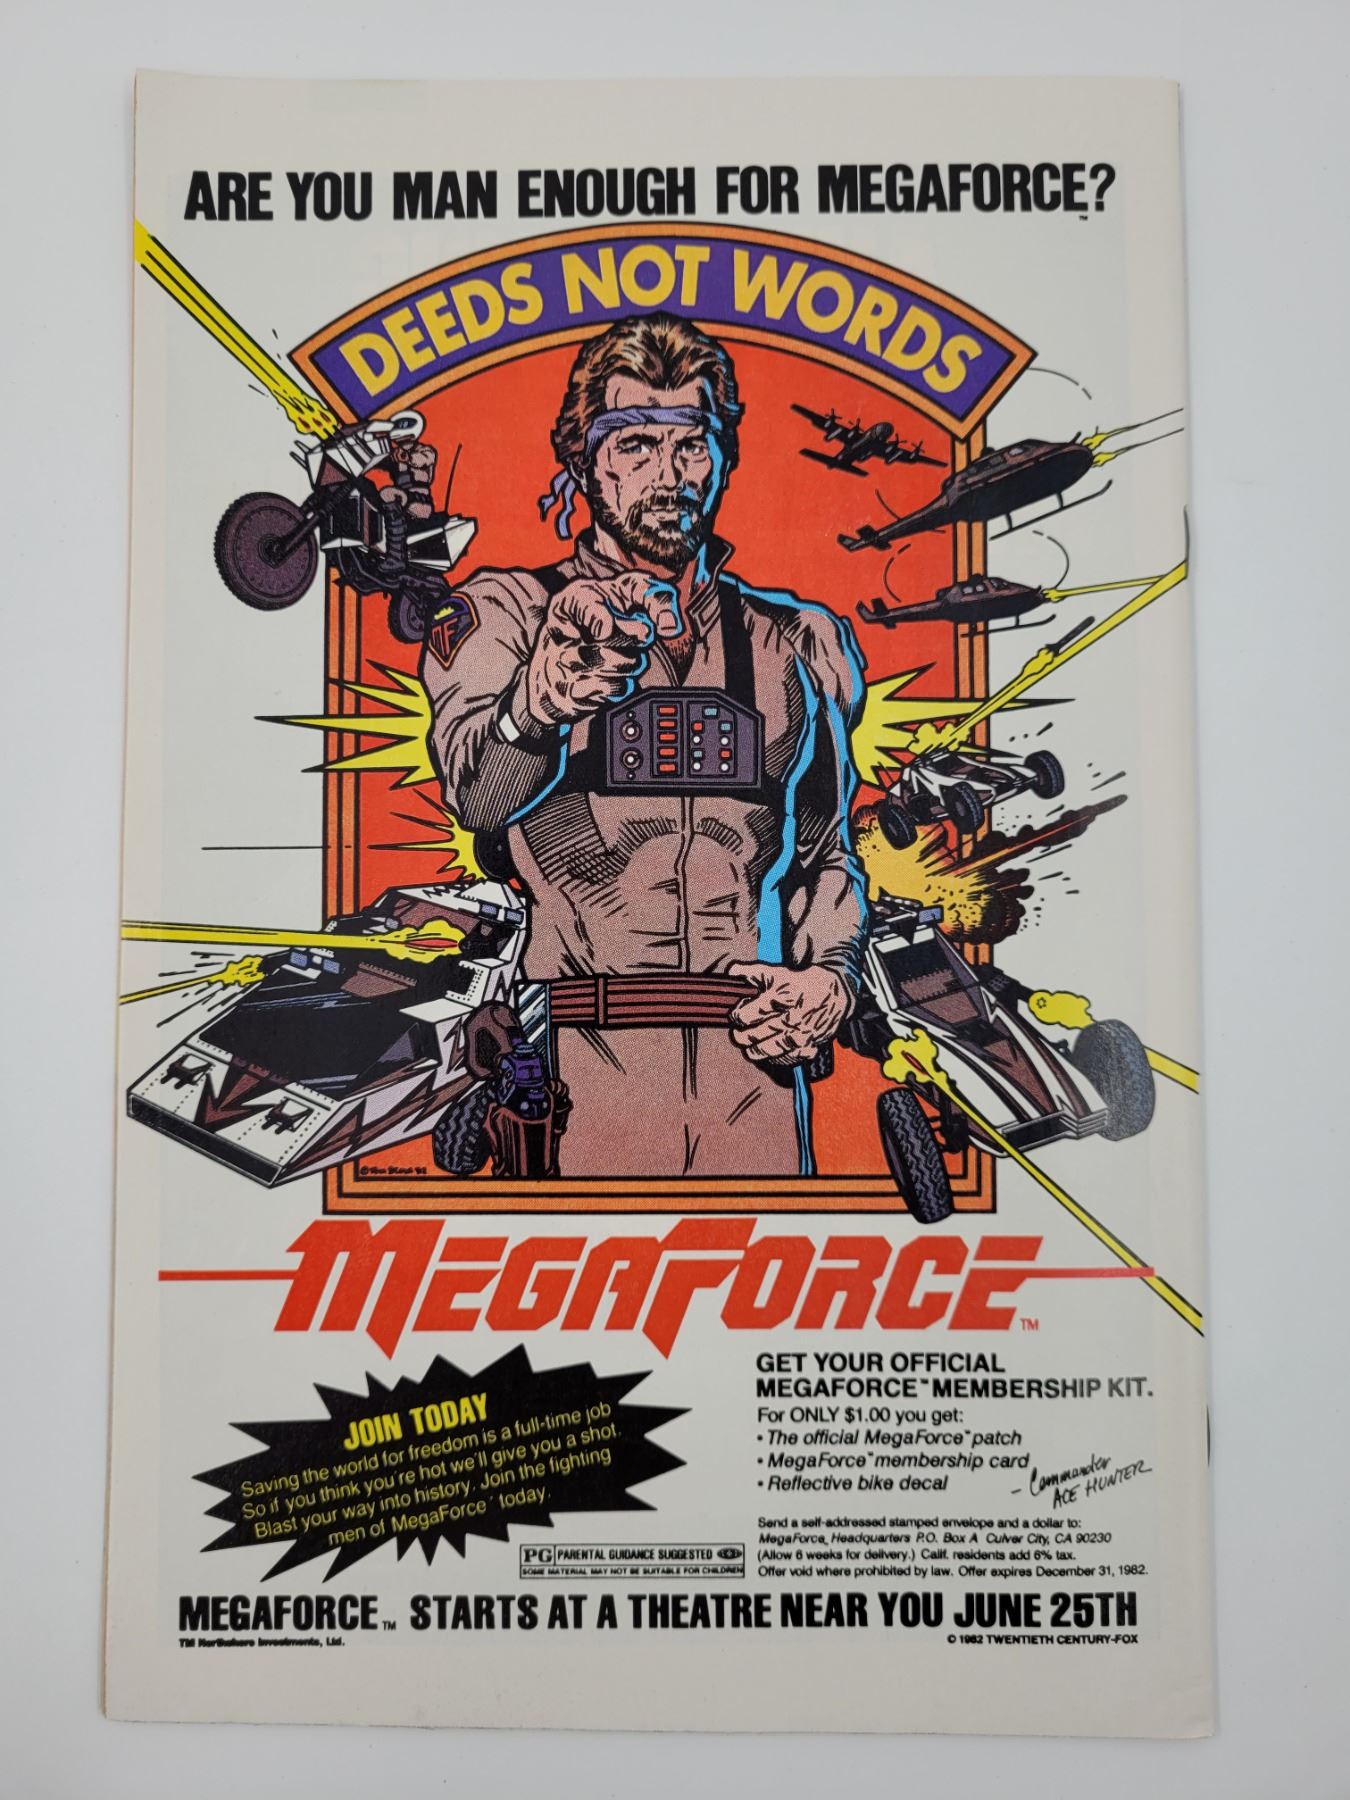 ARE YOU MAN ENOUGH FOR MEGAFORCE?™
DEEDS NOT WORDS
MEGAFORCE™
JOIN TODAY
Saving the world for freedom is a full-time job
So if you think you're hot we'll give you a shot.
Blast your way into history. Join the fighting
men of MegaForce™ today.
GET YOUR OFFICIAL
MEGAFORCE™ MEMBERSHIP KIT.
For ONLY $1.00 you get:
• The official MegaForce™ patch
• MegaForce™ membership card
• Reflective bike decal
- Commander
ACE HUNTER
Send a self-addressed stamped envelope and a dollar to:
MegaForce™ Headquarters P.O. Box A Culver City, CA 90230
(Allow 6 weeks for delivery.) Calif. residents add 6% tax.
Offer void where prohibited by law. Offer expires December 31, 1982.
PG PARENTAL GUIDANCE SUGGESTED
SOME MATERIAL MAY NOT BE SUITABLE FOR CHILDREN
MEGAFORCE™ STARTS AT A THEATRE NEAR YOU JUNE 25TH
TM Northshore Investments, Ltd.
© 1982 TWENTIETH CENTURY-FOX